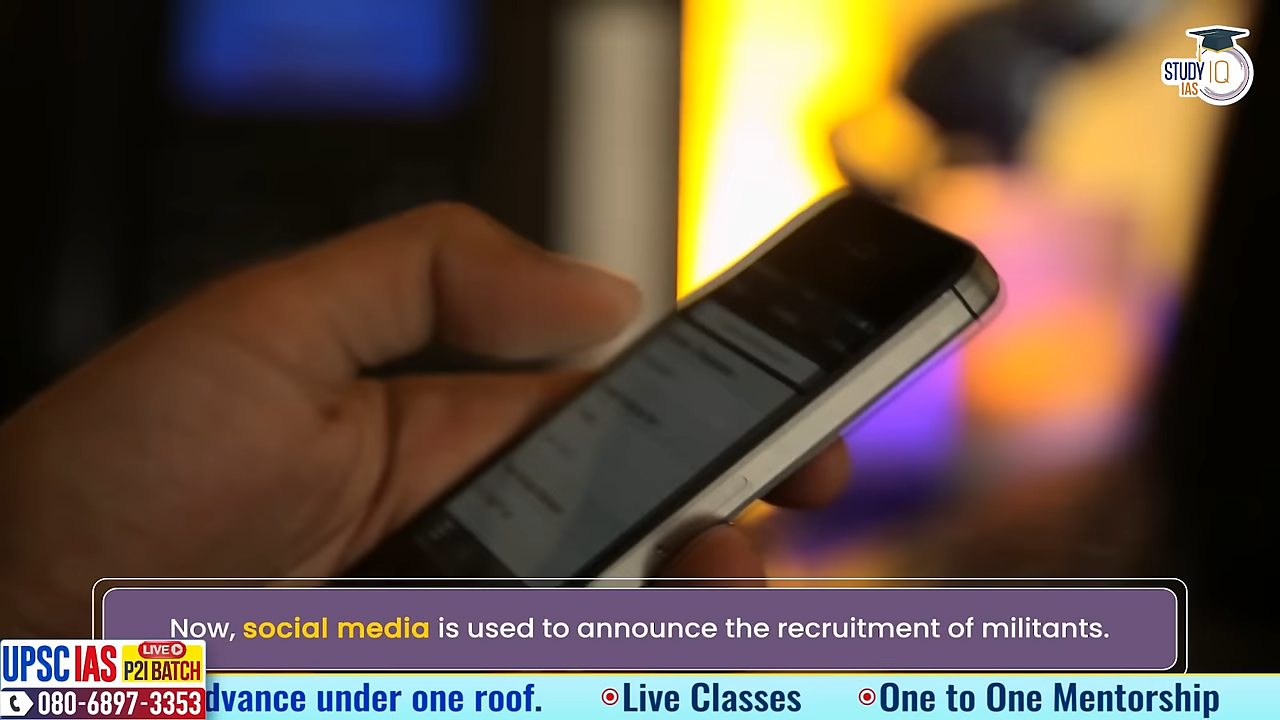 STUDY IQ
IAS
Now, social media is used to announce the recruitment of militants.
UPSC IAS
LIVE
P2I BATCH
080-6897-3353
dvance under one roof.
Live Classes
One to One Mentorship